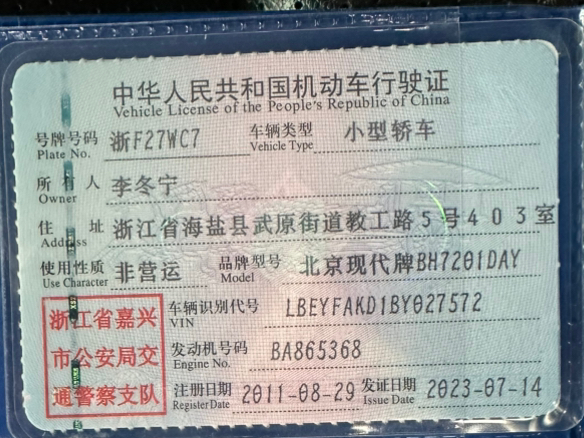 中华人民共和国机动车行驶证
Vehicle License of the People's Republic of China
号牌号码 浙F27WC7 车辆类型 小型轿车
Plate No. Vehicle Type
所有人 李冬宁
Owner
住址 浙江省海盐县武原街道教工路5号403室
Address
使用性质 非营运 品牌型号 北京现代牌BH7201DAY
Use Character Model
浙江省嘉兴
市公安局交
通警察支队
车辆识别代号 LBEYFAKD1BY027572
VIN
发动机号码 BA865368
Engine No.
注册日期 2011-08-29 发证日期 2023-07-14
Register Date Issue Date